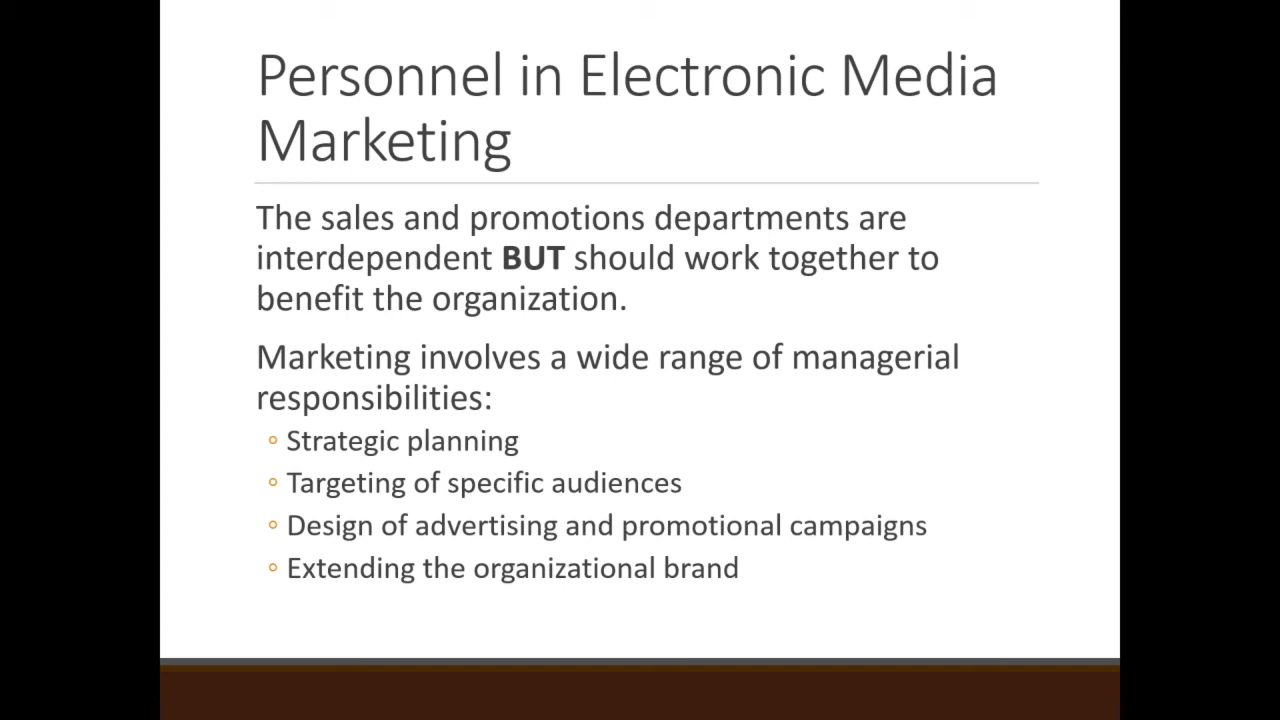 Personnel in Electronic Media
Marketing
The sales and promotions departments are
interdependent BUT should work together to
benefit the organization.
Marketing involves a wide range of managerial
responsibilities:
◦ Strategic planning
◦ Targeting of specific audiences
◦ Design of advertising and promotional campaigns
◦ Extending the organizational brand